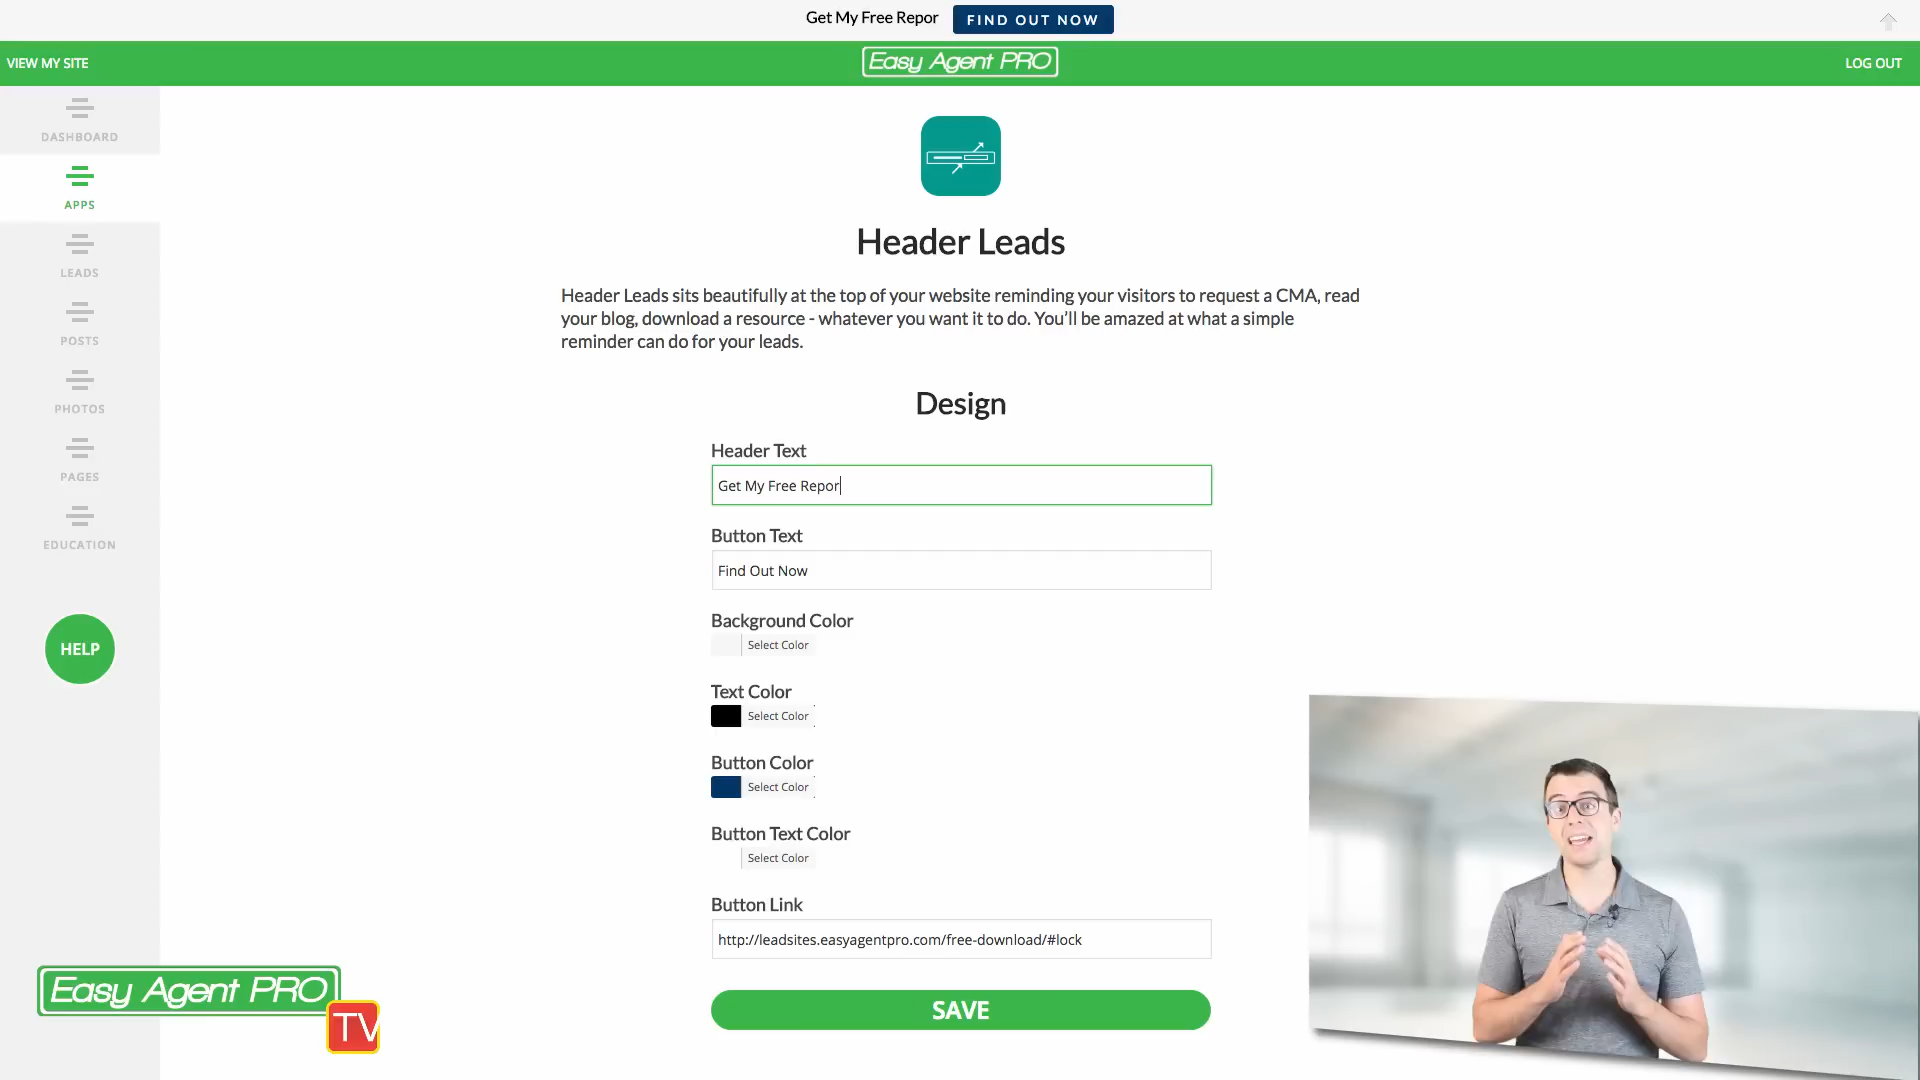 Get My Free Repor FIND OUT NOW
VIEW MY SITE
Easy Agent PRO
LOG OUT
DASHBOARD
APPS
LEADS
POSTS
PHOTOS
PAGES
EDUCATION
HELP
Header Leads
Header Leads sits beautifully at the top of your website reminding your visitors to request a CMA, read
your blog, download a resource - whatever you want it to do. You'll be amazed at what a simple
reminder can do for your leads.
Design
Header Text
Get My Free Repor
Button Text
Find Out Now
Background Color
Select Color
Text Color
Select Color
Button Color
Select Color
Button Text Color
Select Color
Button Link
http://leadsites.easyagentpro.com/free-download/#lock
SAVE
Easy Agent PRO
TV